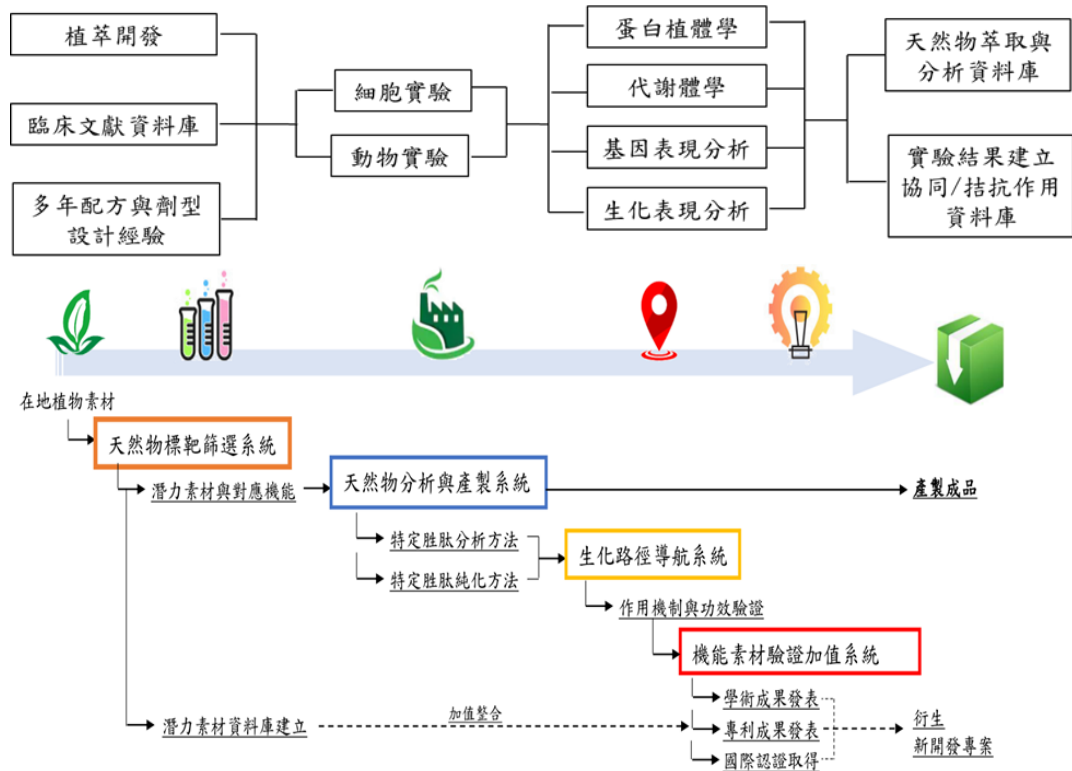 植萃開發
臨床文獻資料庫
多年配方與劑型
設計經驗
細胞實驗
動物實驗
蛋白植體學
代謝體學
基因表現分析
生化表現分析
天然物萃取與
分析資料庫
實驗結果建立
協同/拮抗作用
資料庫
在地植物素材
天然物標靶篩選系統
潛力素材與對應機能
天然物分析與產製系統
產製成品
特定胜肽分析方法
特定胜肽純化方法
生化路徑導航系統
作用機制與功效驗證
機能素材驗證加值系統
學術成果發表
潛力素材資料庫建立
加值整合
專利成果發表
國際認證取得
衍生
新開發專案